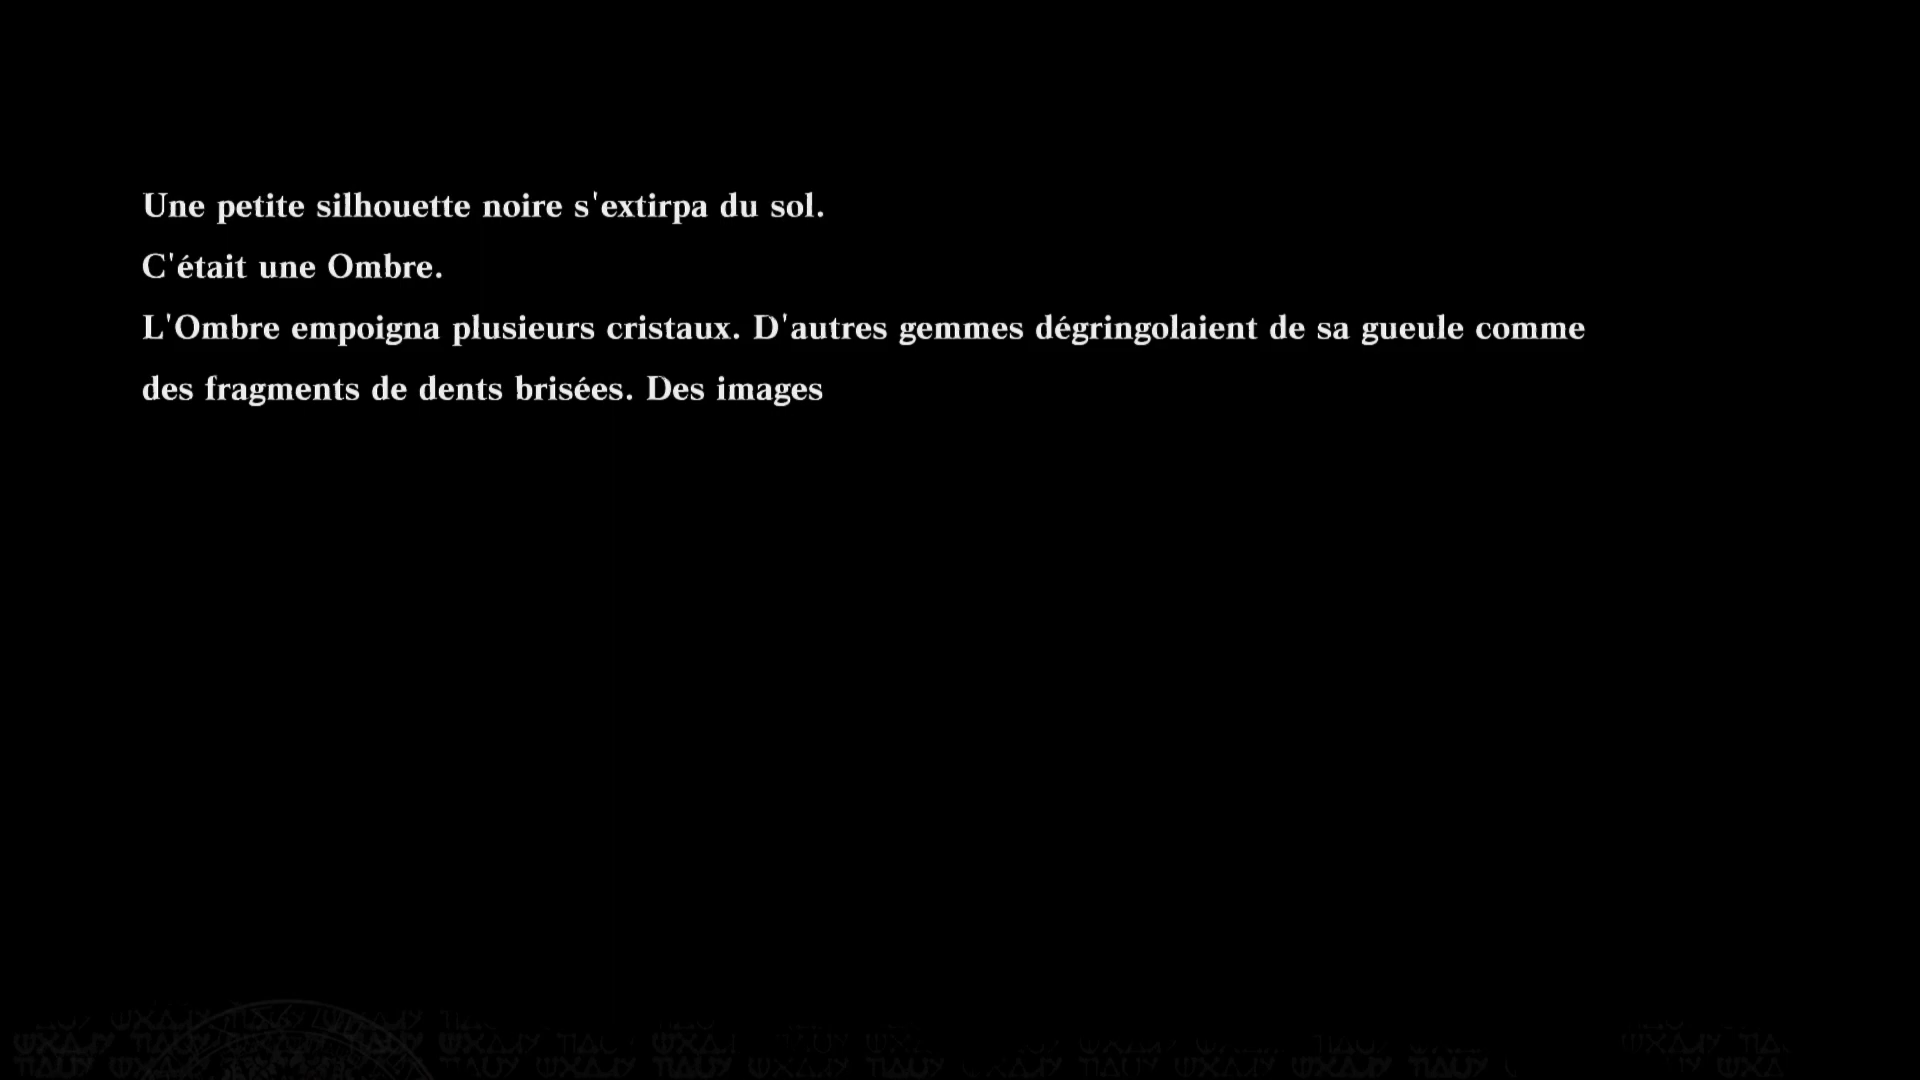 Une petite silhouette noire s'extirpa du sol.
C'était une Ombre.
L'Ombre empoigna plusieurs cristaux. D'autres gemmes dégringolaient de sa gueule comme
des fragments de dents brisées. Des images